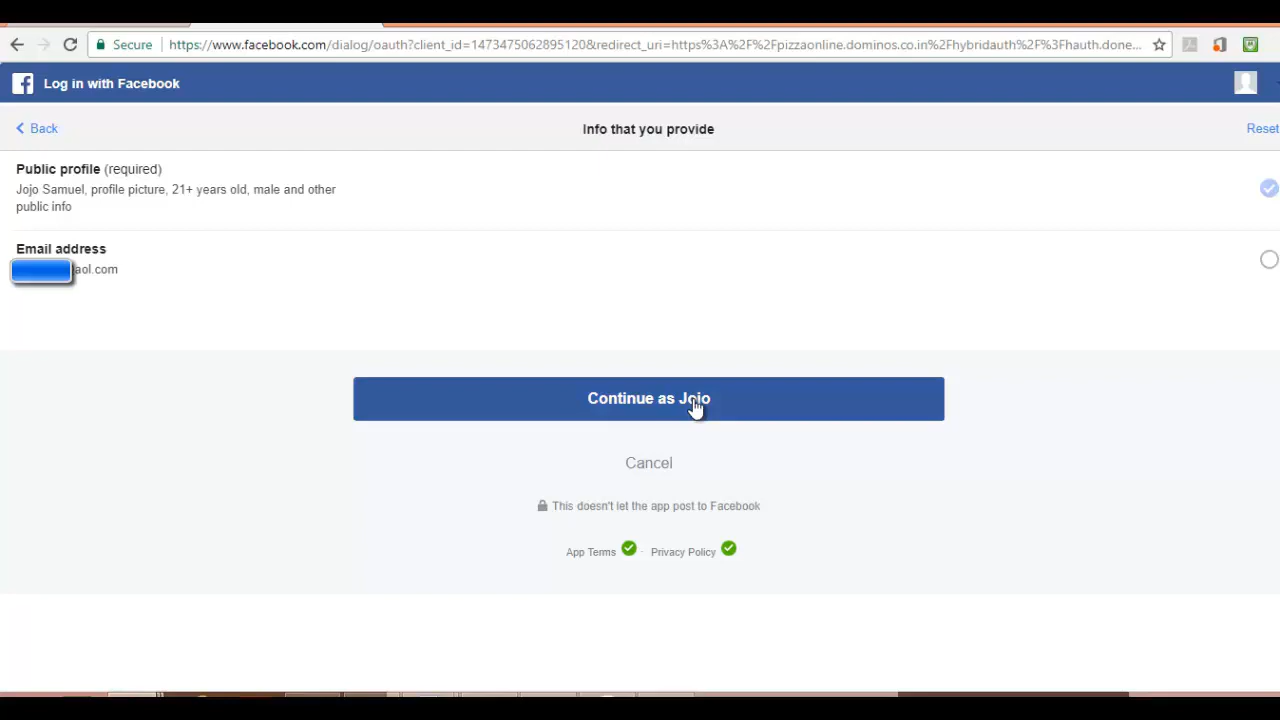 Secure https://www.facebook.com/dialog/oauth?client_id=1473475062895120&redirect_uri=https%3A%2F%2Fpizzaonline.dominos.co.in%2Fhybridauth%2F%3Fhauth.done...
Log in with Facebook
Back Info that you provide Reset
Public profile (required)
Jojo Samuel, profile picture, 21+ years old, male and other
public info
Email address
aol.com
Continue as Jojo
Cancel
This doesn't let the app post to Facebook
App Terms · Privacy Policy